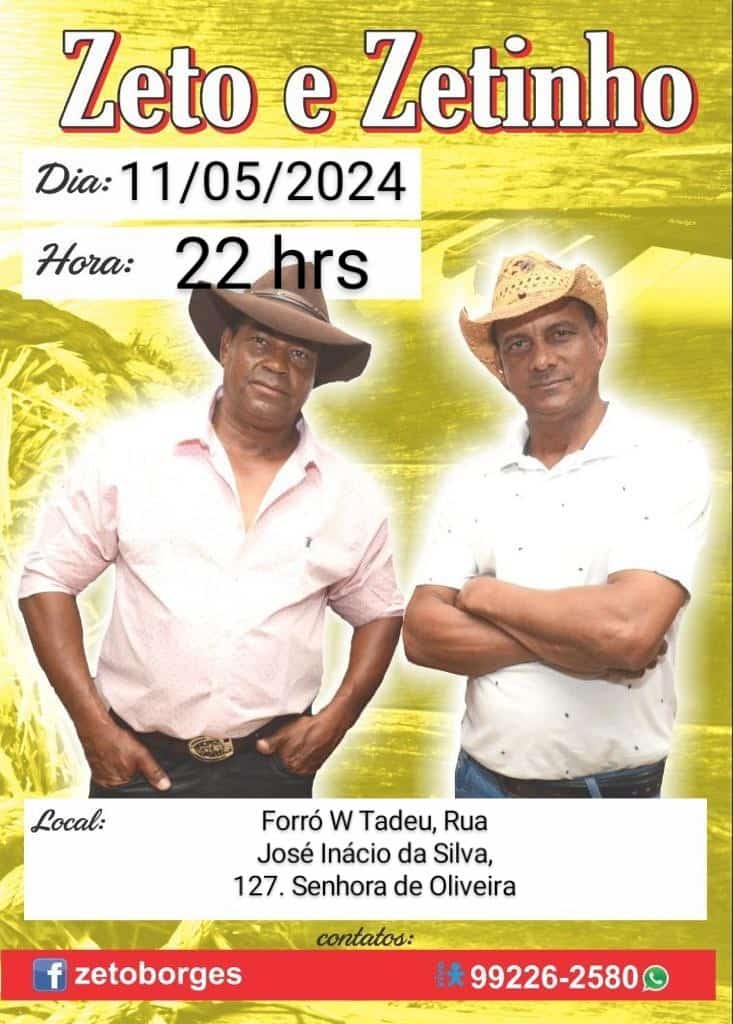 Zeto e Zetinho
Dia: 11/05/2024
Hora: 22 hrs
Local: Forró W Tadeu, Rua
José Inácio da Silva,
127. Senhora de Oliveira
contatos:
f zetoborges vivo 99226-2580